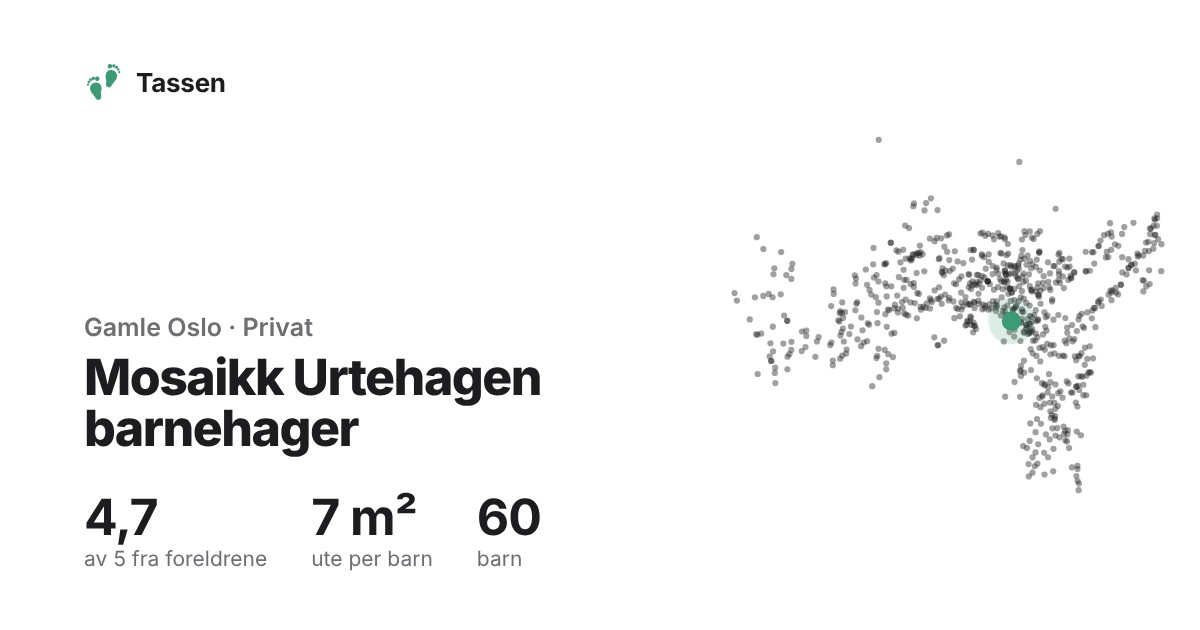 Tassen
Gamle Oslo · Privat
Mosaikk Urtehagen
barnehager
4,7 7 m² 60
av 5 fra foreldrene ute per barn barn